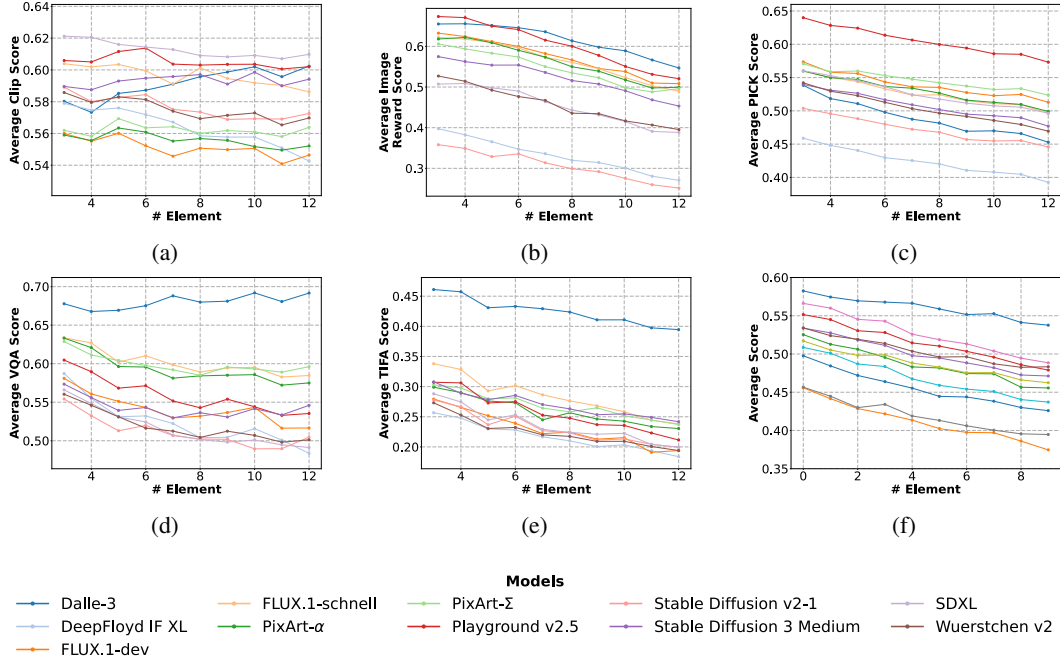 0.64
0.62
0.60
0.58
0.56
0.54
4 6 8 10 12
# Element
Average Clip Score
(a)
0.6
0.5
0.4
0.3
4 6 8 10 12
# Element
Average Image
Reward Score
(b)
0.65
0.60
0.55
0.50
0.45
0.40
4 6 8 10 12
# Element
Average PICK Score
(c)
0.70
0.65
0.60
0.55
0.50
4 6 8 10 12
# Element
Average VQA Score
(d)
0.45
0.40
0.35
0.30
0.25
0.20
4 6 8 10 12
# Element
Average TIFA Score
(e)
0.60
0.55
0.50
0.45
0.40
0.35
0 2 4 6 8
# Element
Average Score
(f)
Models
Dalle-3
DeepFloyd IF XL
FLUX.1-dev
FLUX.1-schnell
PixArt-α
PixArt-Σ
Playground v2.5
Stable Diffusion v2-1
Stable Diffusion 3 Medium
SDXL
Wuerstchen v2